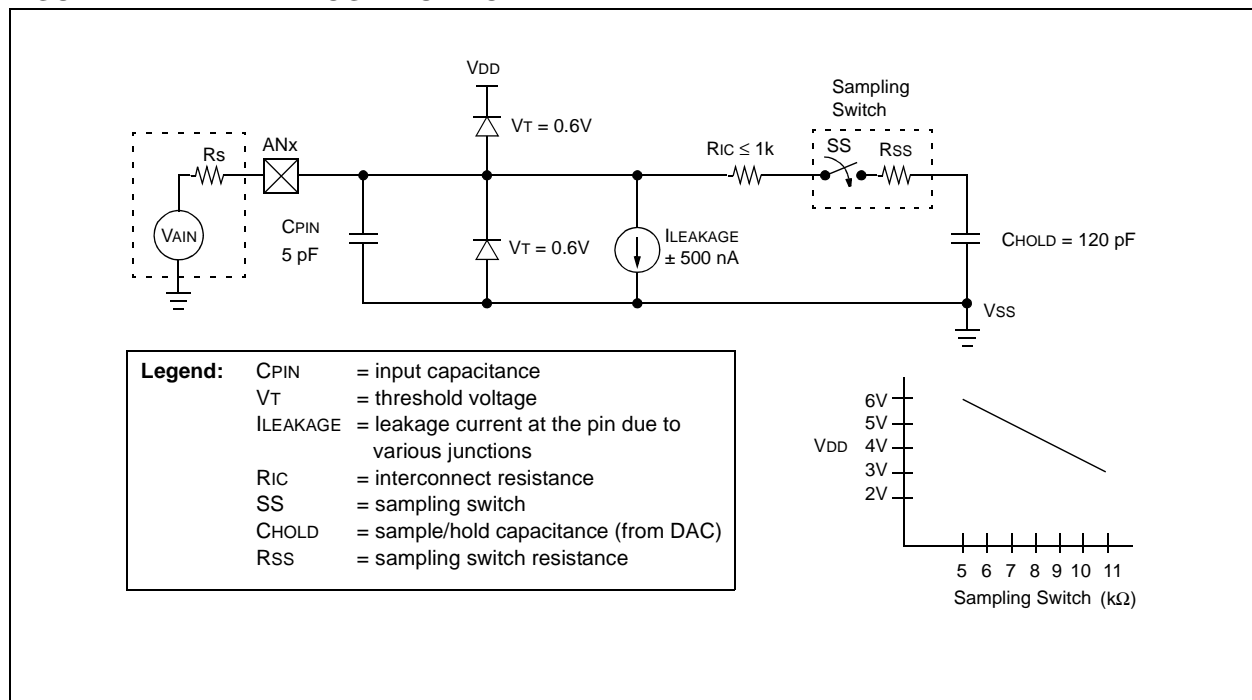 VDD
Sampling
Switch
VT = 0.6V
ANx
RS
RIC ≤ 1k
SS
RSS
VAIN
CPIN
5 pF
VT = 0.6V
ILEAKAGE
± 500 nA
CHOLD = 120 pF
VSS
Legend: CPIN = input capacitance
VT = threshold voltage
ILEAKAGE = leakage current at the pin due to
various junctions
RIC = interconnect resistance
SS = sampling switch
CHOLD = sample/hold capacitance (from DAC)
RSS = sampling switch resistance
6V
5V
VDD 4V
3V
2V
5 6 7 8 9 10 11
Sampling Switch (kΩ)